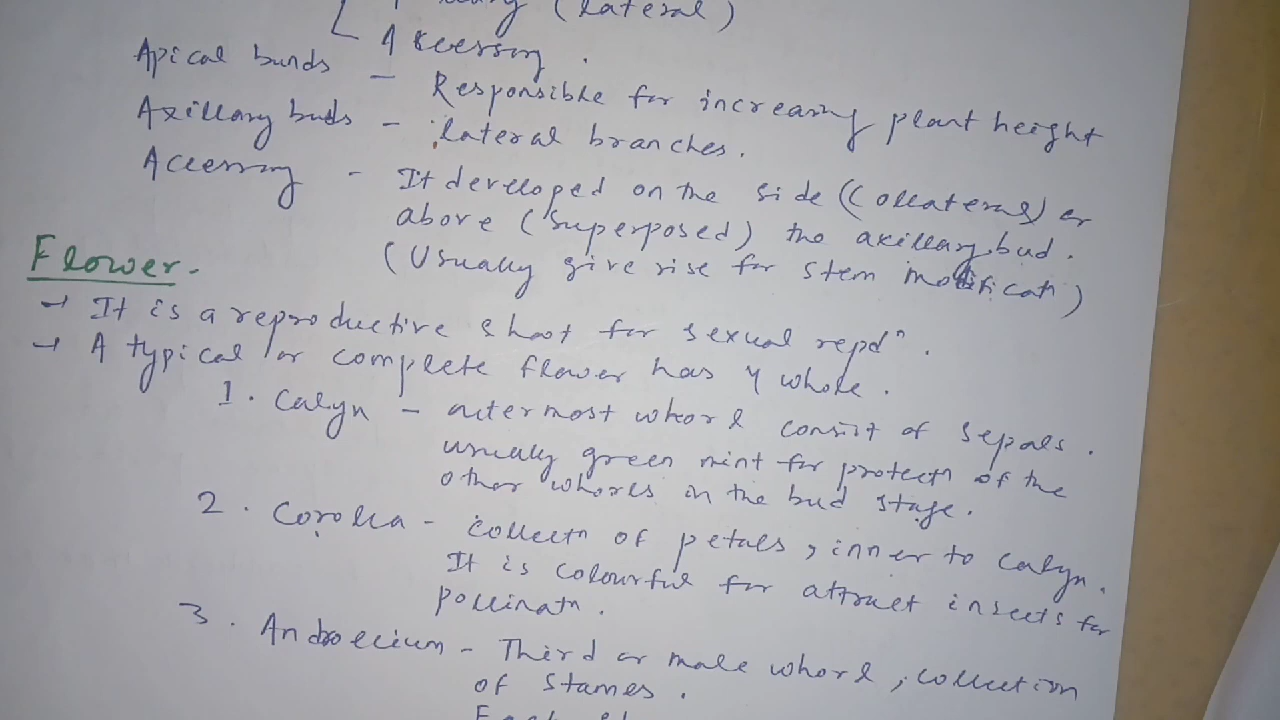 (lateral)
Accessory.
Apical bunds - Responsible for increasing plant height
Axillary buds - lateral branches.
Accessory - It developed on the side (Collateral) or
above (Superposed) the axillary bud.
(Usually give rise for stem modificatn)
Flower.
→ It is a reproductive shoot for sexual repdn.
→ A typical or complete flower has 4 whole.
1. Calyx - outermost whorl consist of sepals.
usually green mint for protectn of the
other whorls in the bud stage.
2. Corolla - collectn of petals, inner to calyx.
It is colourful for attract insects for
pollinatn.
3. Androecium - Third or male whorl, collection
of stames.